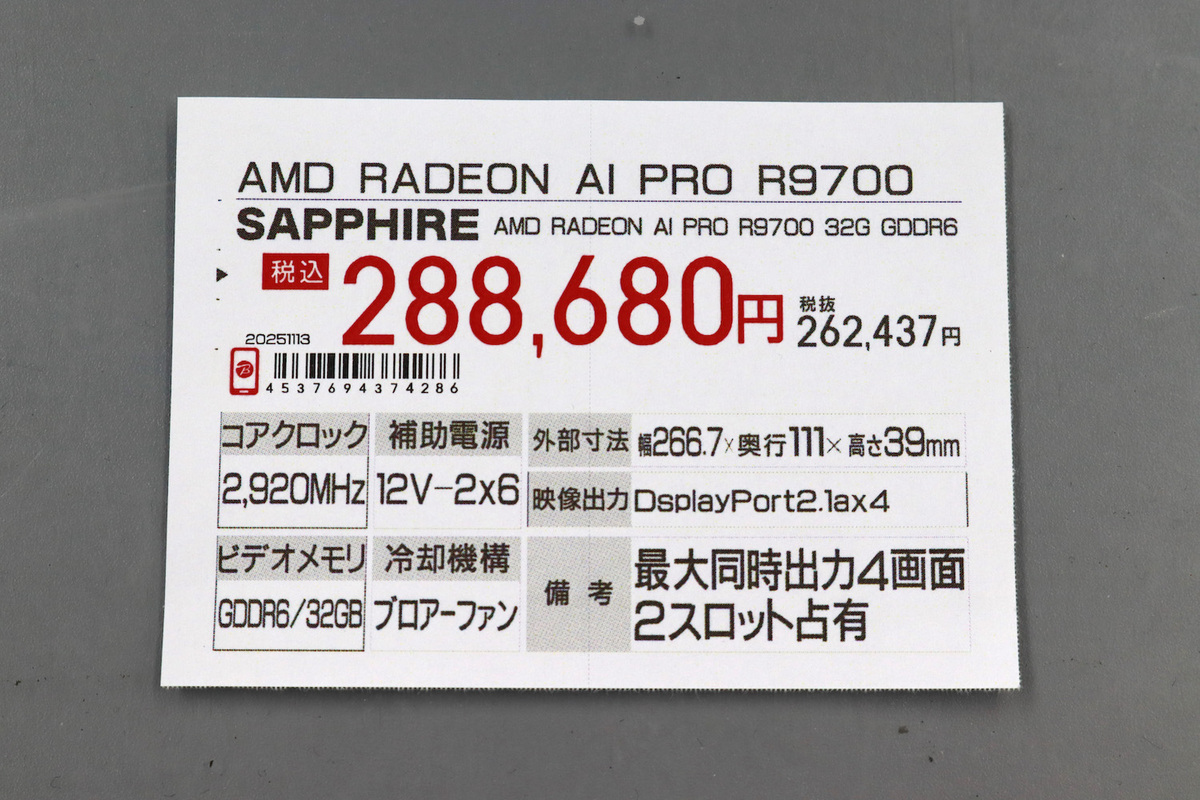 AMD RADEON AI PRO R9700
SAPPHIRE AMD RADEON AI PRO R9700 32G GDDR6
税込 288,680円 税抜 262,437円
20251113
4537694374286
コアクロック 補助電源 外部寸法 幅266.7×奥行111×高さ39mm
2,920MHz 12V-2x6 映像出力 DsplayPort2.1ax4
ビデオメモリ 冷却機構 備考 最大同時出力4画面
GDDR6/32GB ブロアーファン 2スロット占有